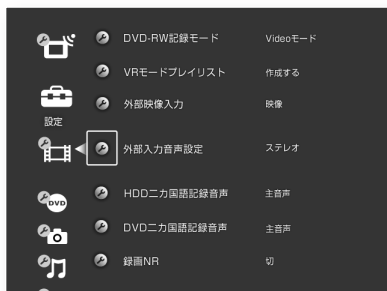 DVD-RW記録モード Videoモード
VRモードプレイリスト 作成する
外部映像入力 映像
設定
外部入力音声設定 ステレオ
HDD二カ国語記録音声 主音声
DVD
DVD二カ国語記録音声 主音声
録画NR 切